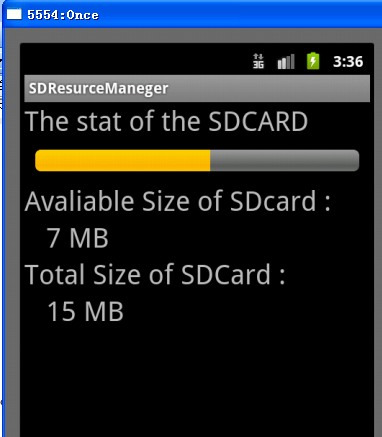 5554:Once
3G 3:36
SDResurceManeger
The stat of the SDCARD
Avaliable Size of SDcard :
7 MB
Total Size of SDCard :
15 MB